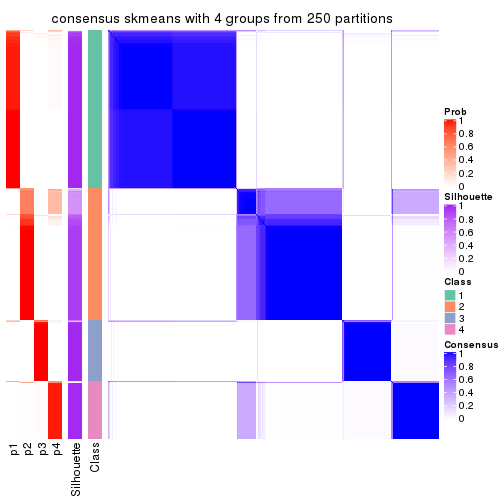 consensus skmeans with 4 groups from 250 partitions
Prob
1
0.8
0.6
0.4
0.2
0
Silhouette
1
0.8
0.6
0.4
0.2
0
Class
1
2
3
4
Consensus
1
0.8
0.6
0.4
0.2
0
p1
p2
p3
p4
Silhouette
Class